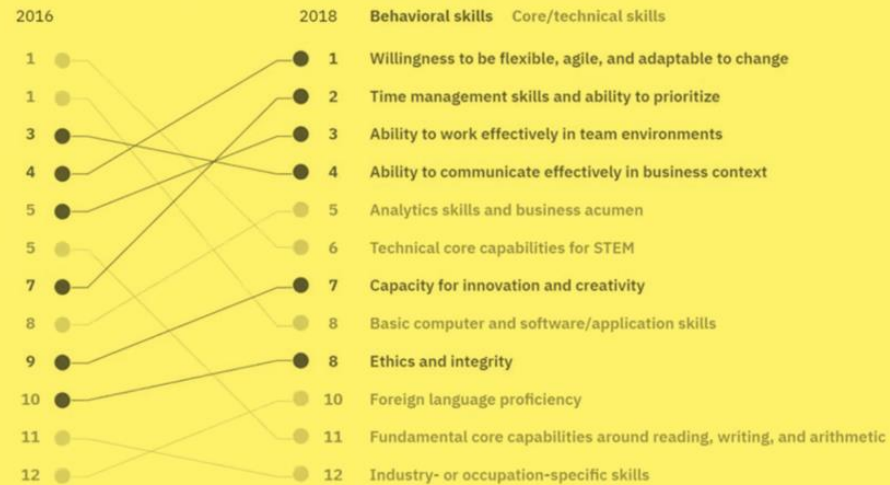 2016 2018 Behavioral skills Core/technical skills
1 1 Willingness to be flexible, agile, and adaptable to change
1 2 Time management skills and ability to prioritize
3 3 Ability to work effectively in team environments
4 4 Ability to communicate effectively in business context
5 5 Analytics skills and business acumen
5 6 Technical core capabilities for STEM
7 7 Capacity for innovation and creativity
8 8 Basic computer and software/application skills
9 8 Ethics and integrity
10 10 Foreign language proficiency
11 11 Fundamental core capabilities around reading, writing, and arithmetic
12 12 Industry- or occupation-specific skills